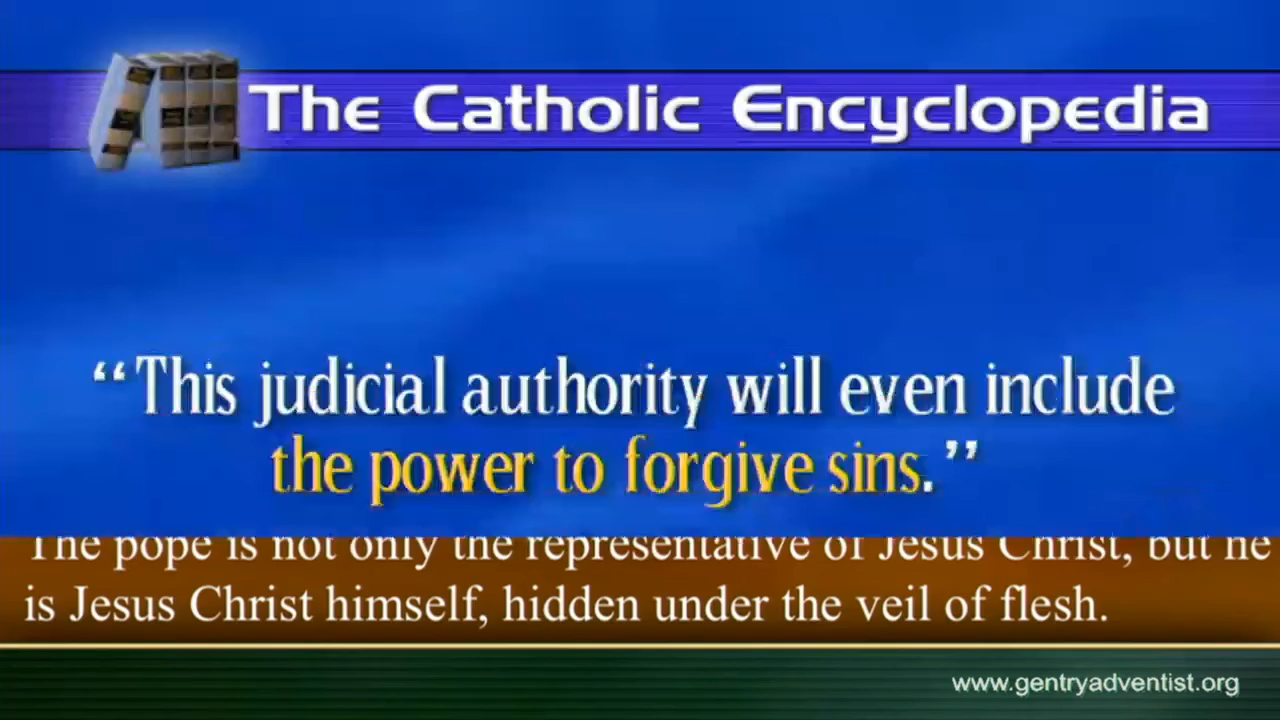 The Catholic Encyclopedia
“This judicial authority will even include
the power to forgive sins.”
The pope is not only the representative of Jesus Christ, but he
is Jesus Christ himself, hidden under the veil of flesh.
www.gentryadventist.org